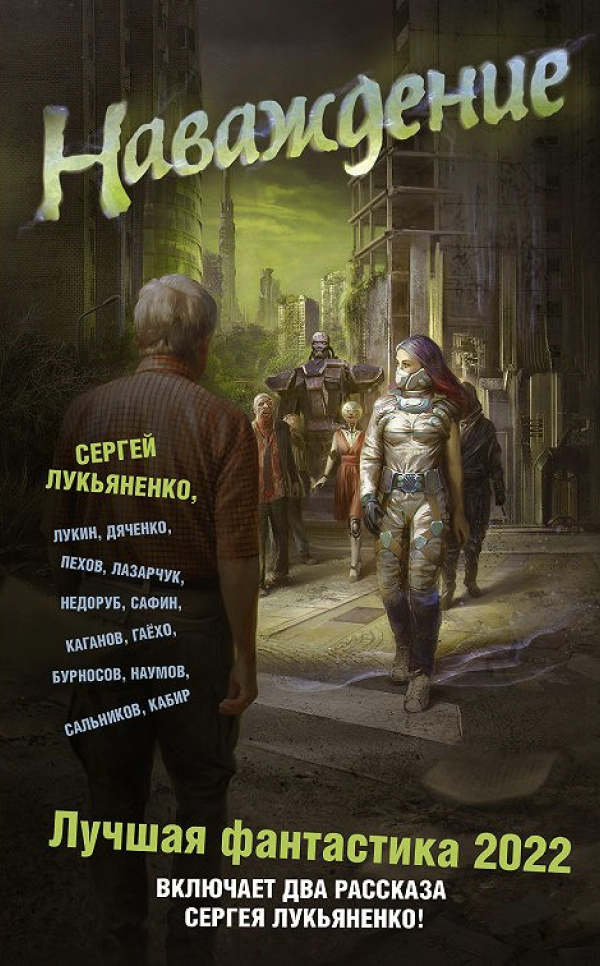 Наваждение
СЕРГЕЙ
ЛУКЬЯНЕНКО,
ЛУКИН, ДЯЧЕНКО,
ПЕХОВ, ЛАЗАРЧУК,
НЕДОРУБ, САФИН,
КАГАНОВ, ГАЁХО,
БУРНОСОВ, НАУМОВ,
САЛЬНИКОВ, КАБИР
Лучшая фантастика 2022
ВКЛЮЧАЕТ ДВА РАССКАЗА
СЕРГЕЯ ЛУКЬЯНЕНКО!